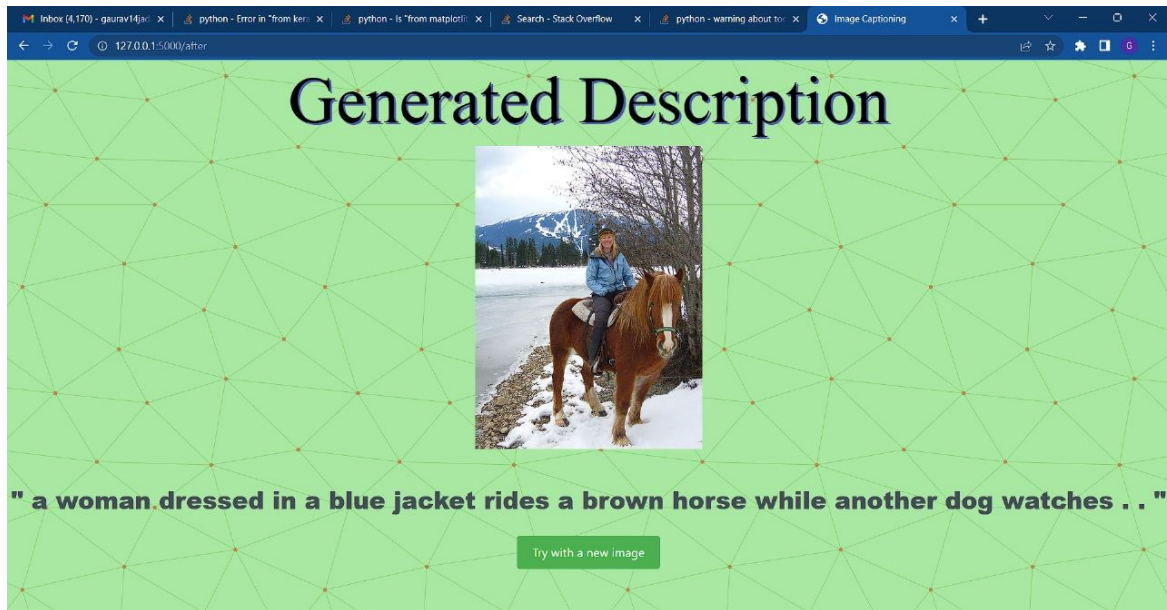 Inbox (4,170) - gaurav14jad
python - Error in "from kera
python - Is "from matplotlit
Search - Stack Overflow
python - warning about too
Image Captioning
127.0.0.1:5000/after
G
Generated Description
" a woman dressed in a blue jacket rides a brown horse while another dog watches . . "
Try with a new image